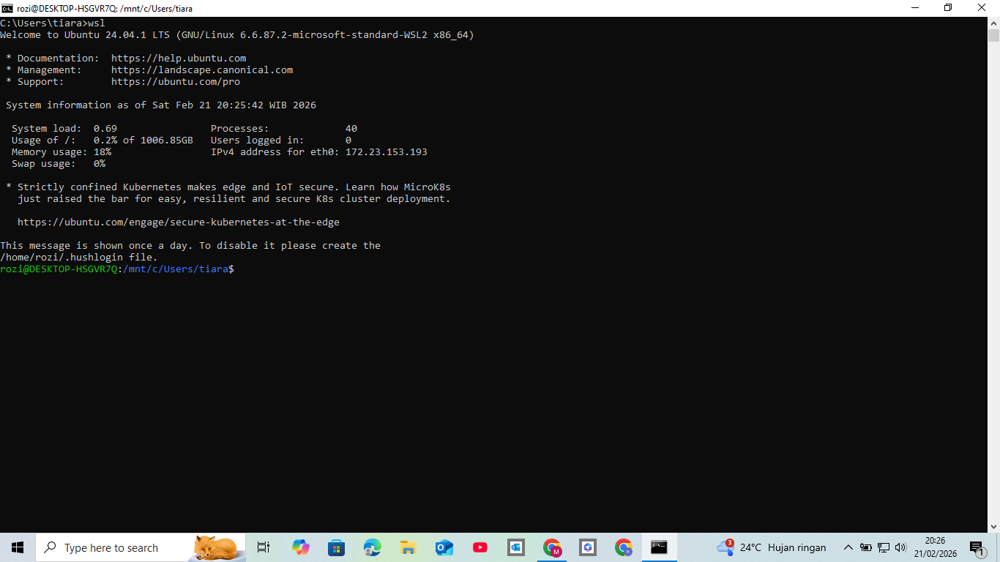 rozi@DESKTOP-HSGVR7Q: /mnt/c/Users/tiara
C:\Users\tiara>wsl
Welcome to Ubuntu 24.04.1 LTS (GNU/Linux 6.6.87.2-microsoft-standard-WSL2 x86_64)
* Documentation:  https://help.ubuntu.com
* Management:     https://landscape.canonical.com
* Support:        https://ubuntu.com/pro
System information as of Sat Feb 21 20:25:42 WIB 2026
System load:  0.69                Processes:             40
Usage of /:   0.2% of 1006.85GB   Users logged in:       0
Memory usage: 18%                 IPv4 address for eth0: 172.23.153.193
Swap usage:   0%
* Strictly confined Kubernetes makes edge and IoT secure. Learn how MicroK8s
just raised the bar for easy, resilient and secure K8s cluster deployment.
https://ubuntu.com/engage/secure-kubernetes-at-the-edge
This message is shown once a day. To disable it please create the
/home/rozi/.hushlogin file.
rozi@DESKTOP-HSGVR7Q:/mnt/c/Users/tiara$
Type here to search
M
R
3
24°C Hujan ringan
20:26
21/02/2026
1